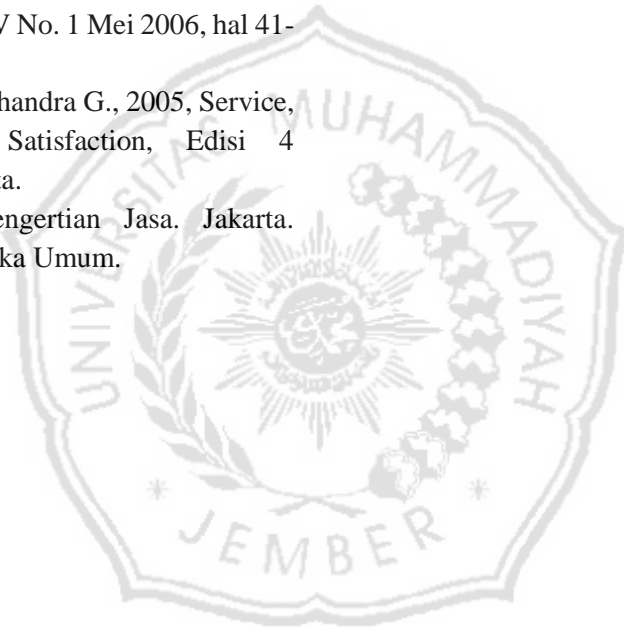 V No. 1 Mei 2006, hal 41-
handra G., 2005, Service,
Satisfaction, Edisi 4
ta.
engertian Jasa. Jakarta.
ka Umum.
UNIVERSITAS MUHAMMADIYAH
JEMBER